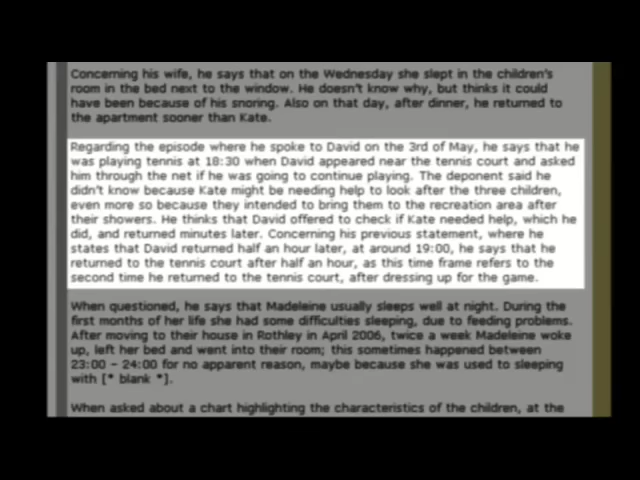 Concerning his wife, he says that on the Wednesday she slept in the children's
room in the bed next to the window. He doesn't know why, but thinks it could
have been because of his snoring. Also on that day, after dinner, he returned to
the apartment sooner than Kate.
Regarding the episode where he spoke to David on the 3rd of May, he says that he
was playing tennis at 18:30 when David appeared near the tennis court and asked
him through the net if he was going to continue playing. The deponent said he
didn't know because Kate might be needing help to look after the three children,
even more so because they intended to bring them to the recreation area after
their showers. He thinks that David offered to check if Kate needed help, which he
did, and returned minutes later. Concerning his previous statement, where he
states that David returned half an hour later, at around 19:00, he says that he
returned to the tennis court after half an hour, as this time frame refers to the
second time he returned to the tennis court, after dressing up for the game.
When questioned, he says that Madeleine usually sleeps well at night. During the
first months of her life she had some difficulties sleeping, due to feeding problems.
After moving to their house in Rothley in April 2006, twice a week Madeleine woke
up, left her bed and went into their room; this sometimes happened between
23:00 - 24:00 for no apparent reason, maybe because she was used to sleeping
with [* blank *].
When asked about a chart highlighting the characteristics of the children, at the